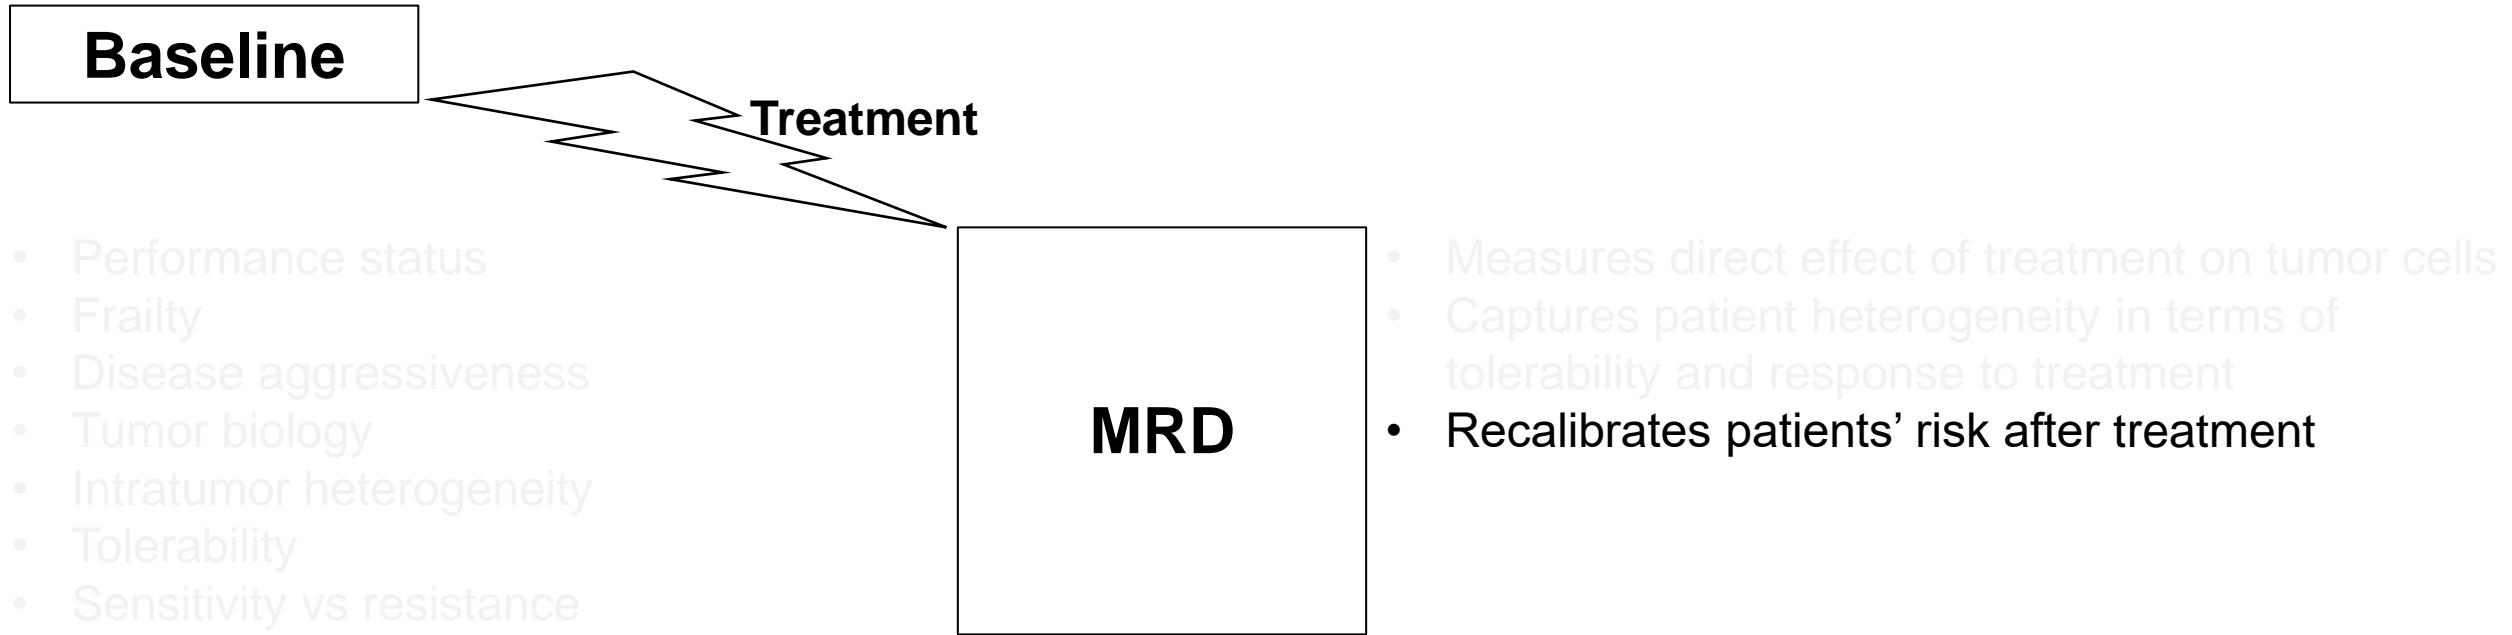 Baseline
Treatment
• Performance status
• Frailty
• Disease aggressiveness
• Tumor biology
• Intratumor heterogeneity
• Tolerability
• Sensitivity vs resistance
MRD
• Measures direct effect of treatment on tumor cells
• Captures patient heterogeneity in terms of
tolerability and response to treatment
• Recalibrates patients’ risk after treatment